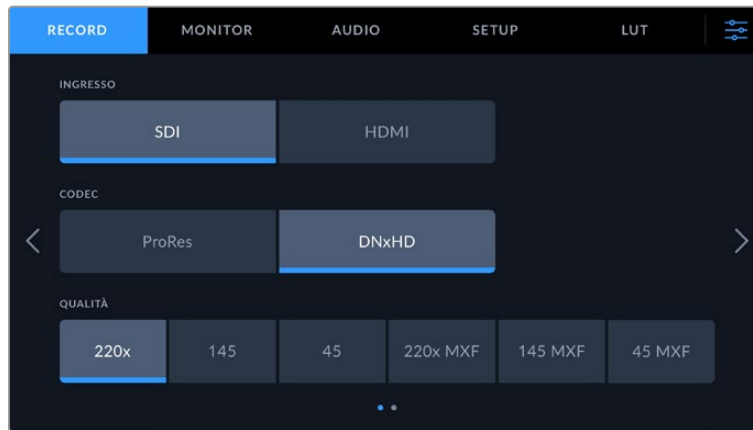 RECORD MONITOR AUDIO SETUP LUT
INGRESSO
SDI HDMI
CODEC
ProRes DNxHD
QUALITÀ
220x 145 45 220x MXF 145 MXF 45 MXF